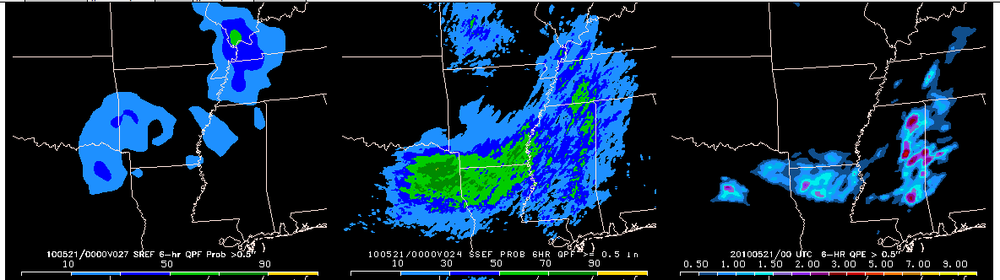 100521/0000V027 SREF 6-hr QPF Prob >0.5"
10 50 90
100521/0000V024 SSEF PROB 6HR QPF >= 0.5 in
10 30 50 70 90
20100521/00 UTC 6-HR QPE > 0.5"
0.50 1.00 1.50 2.00 3.00 5.00 7.00 9.00